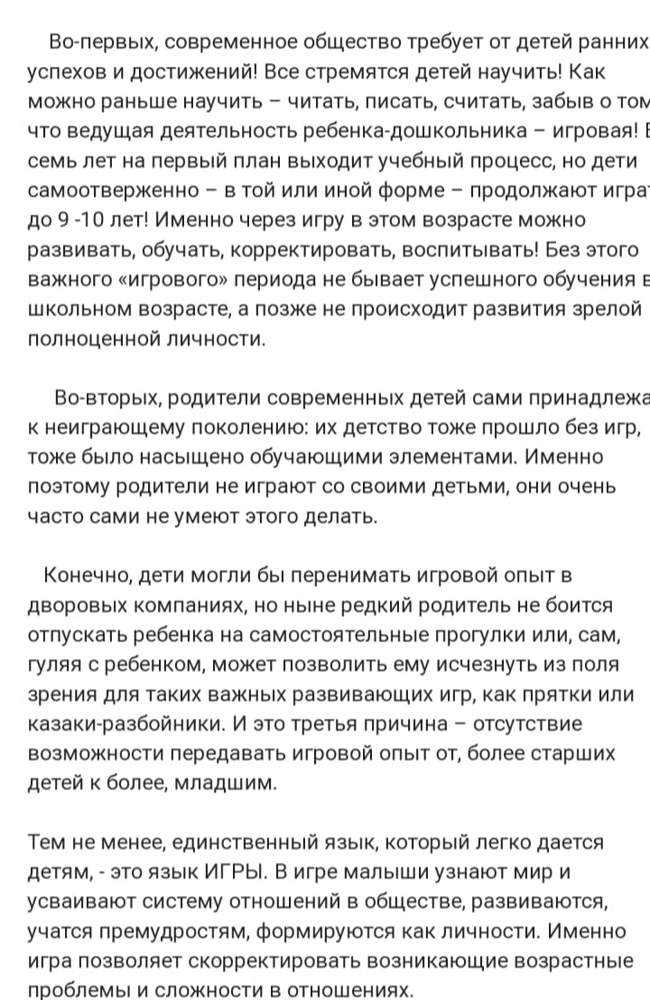 Во-первых, современное общество требует от детей ранних
успехов и достижений! Все стремятся детей научить! Как
можно раньше научить – читать, писать, считать, забыв о том
что ведущая деятельность ребенка-дошкольника – игровая!
семь лет на первый план выходит учебный процесс, но дети
самоотверженно – в той или иной форме – продолжают игра
до 9 -10 лет! Именно через игру в этом возрасте можно
развивать, обучать, корректировать, воспитывать! Без этого
важного «игрового» периода не бывает успешного обучения в
школьном возрасте, а позже не происходит развития зрелой
полноценной личности.
Во-вторых, родители современных детей сами принадлежа
к неиграющему поколению: их детство тоже прошло без игр,
тоже было насыщено обучающими элементами. Именно
поэтому родители не играют со своими детьми, они очень
часто сами не умеют этого делать.
Конечно, дети могли бы перенимать игровой опыт в
дворовых компаниях, но ныне редкий родитель не боится
отпускать ребенка на самостоятельные прогулки или, сам,
гуляя с ребенком, может позволить ему исчезнуть из поля
зрения для таких важных развивающих игр, как прятки или
казаки-разбойники. И это третья причина – отсутствие
возможности передавать игровой опыт от, более старших
детей к более, младшим.
Тем не менее, единственный язык, который легко дается
детям, - это язык ИГРЫ. В игре малыши узнают мир и
усваивают систему отношений в обществе, развиваются,
учатся премудростям, формируются как личности. Именно
игра позволяет скорректировать возникающие возрастные
проблемы и сложности в отношениях.